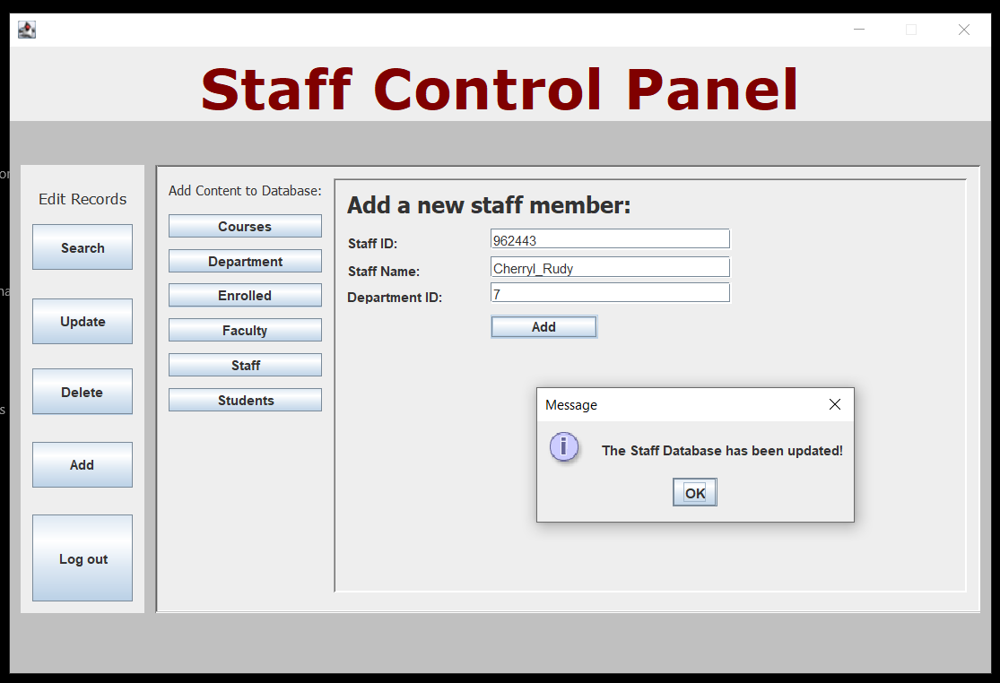 Staff Control Panel
Edit Records
Search
Update
Delete
Add
Log out
Add Content to Database:
Courses
Department
Enrolled
Faculty
Staff
Students
Add a new staff member:
Staff ID: 962443
Staff Name: Cherryl_Rudy
Department ID: 7
Add
Message
i
The Staff Database has been updated!
OK